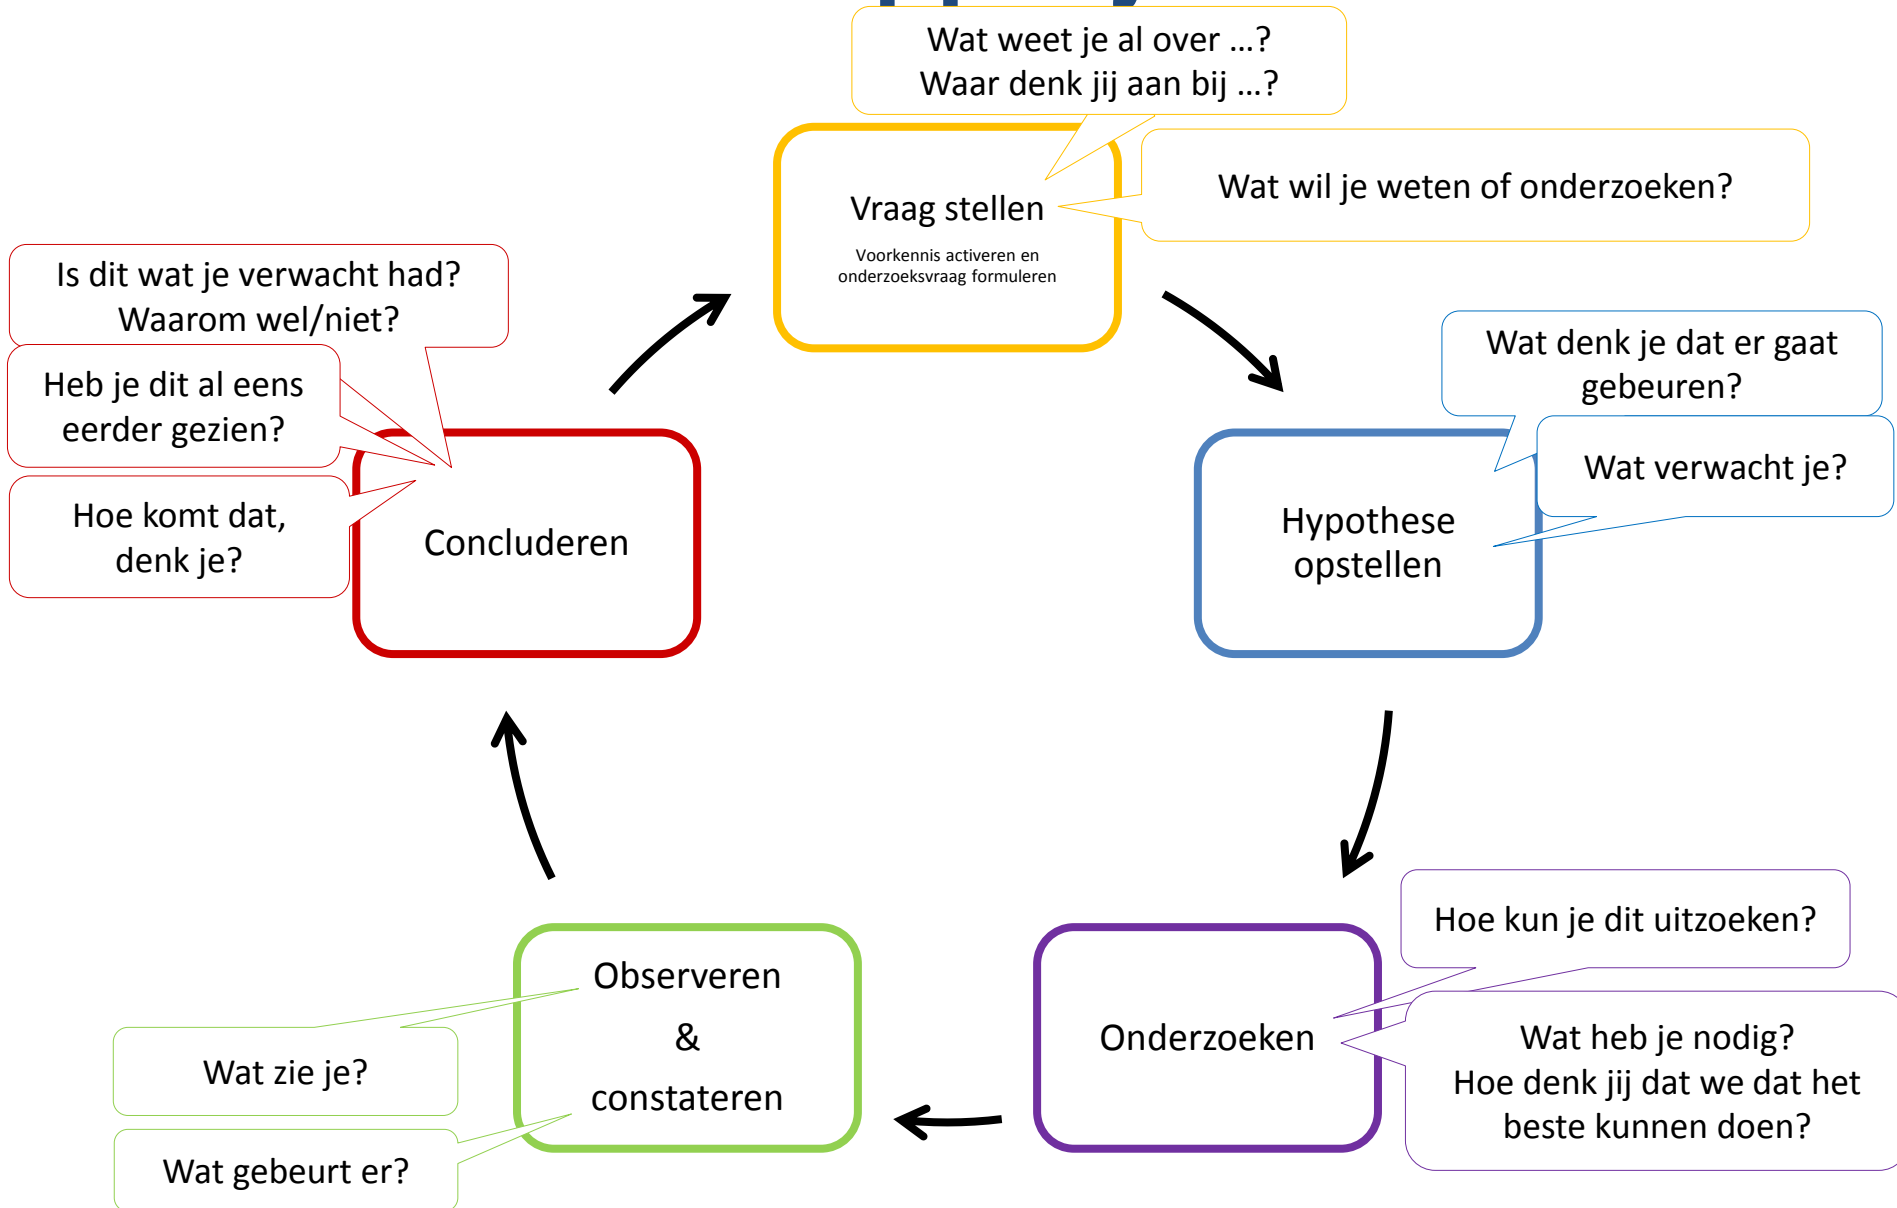 Wat weet je al over ...?
Waar denk jij aan bij ...?
Vraag stellen
Voorkennis activeren en
onderzoeksvraag formuleren
Wat wil je weten of onderzoeken?
Wat denk je dat er gaat
gebeuren?
Wat verwacht je?
Hypothese
opstellen
Hoe kun je dit uitzoeken?
Onderzoeken
Wat heb je nodig?
Hoe denk jij dat we dat het
beste kunnen doen?
Observeren
&
constateren
Wat zie je?
Wat gebeurt er?
Is dit wat je verwacht had?
Waarom wel/niet?
Heb je dit al eens
eerder gezien?
Hoe komt dat,
denk je?
Concluderen